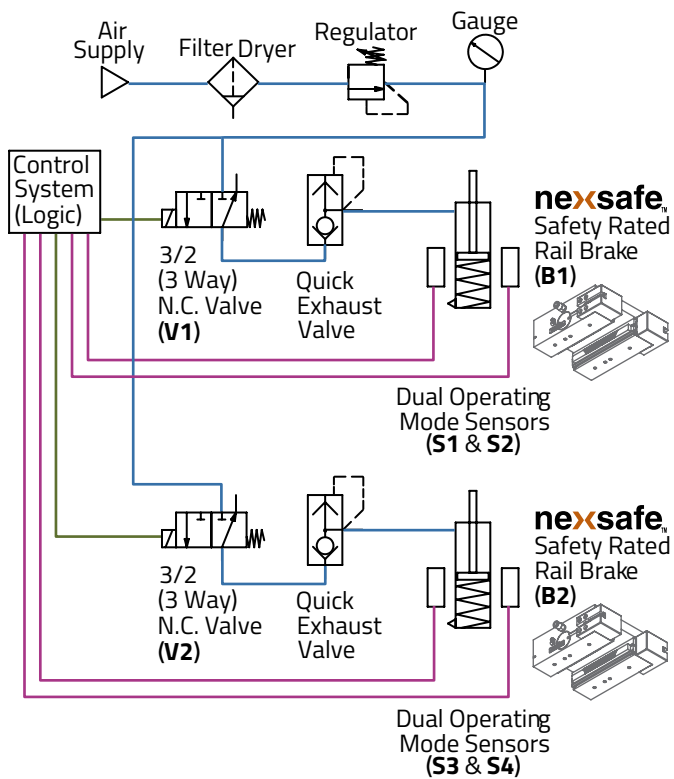 Air
Supply
Filter Dryer
Regulator
Gauge
Control
System
(Logic)
3/2
(3 Way)
N.C. Valve
(V1)
Quick
Exhaust
Valve
nexsafe™
Safety Rated
Rail Brake
(B1)
Dual Operating
Mode Sensors
(S1 & S2)
3/2
(3 Way)
N.C. Valve
(V2)
Quick
Exhaust
Valve
nexsafe™
Safety Rated
Rail Brake
(B2)
Dual Operating
Mode Sensors
(S3 & S4)